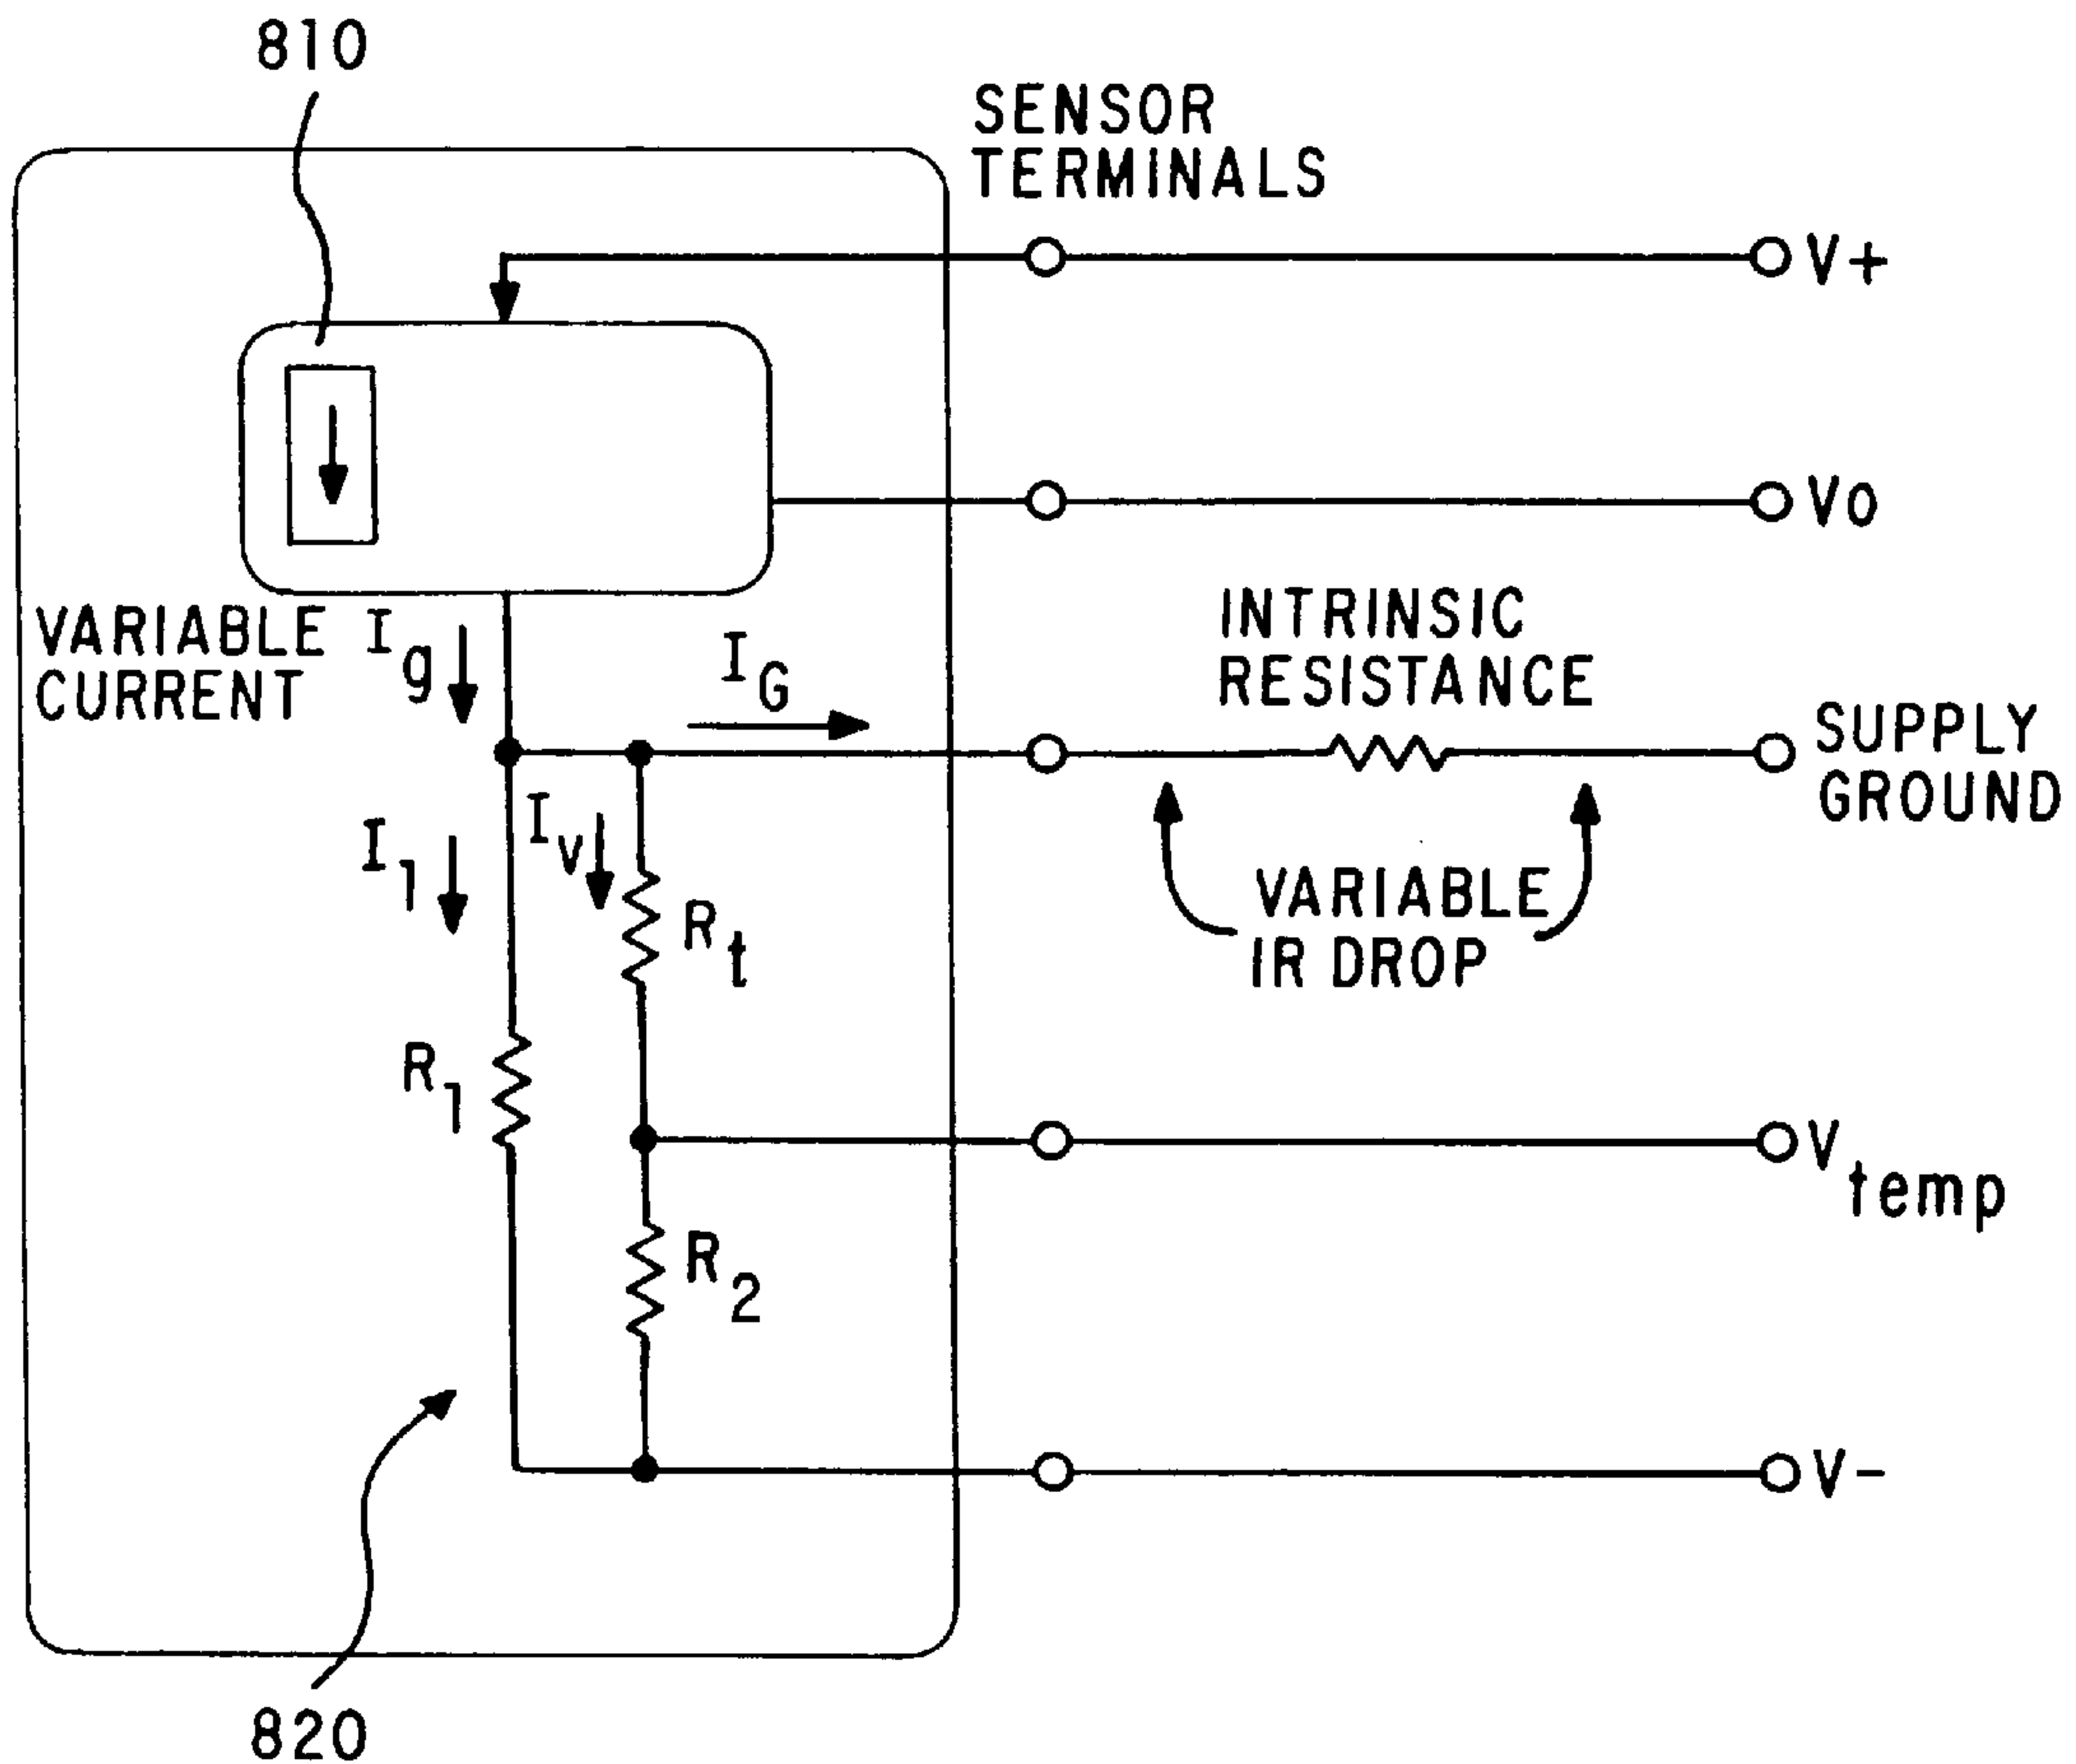 810
SENSOR
TERMINALS
V+
Vo
VARIABLE
CURRENT
Ig
IG
INTRINSIC
RESISTANCE
SUPPLY
GROUND
I1
Iv
Rt
VARIABLE
IR DROP
R1
Vtemp
R2
V-
820